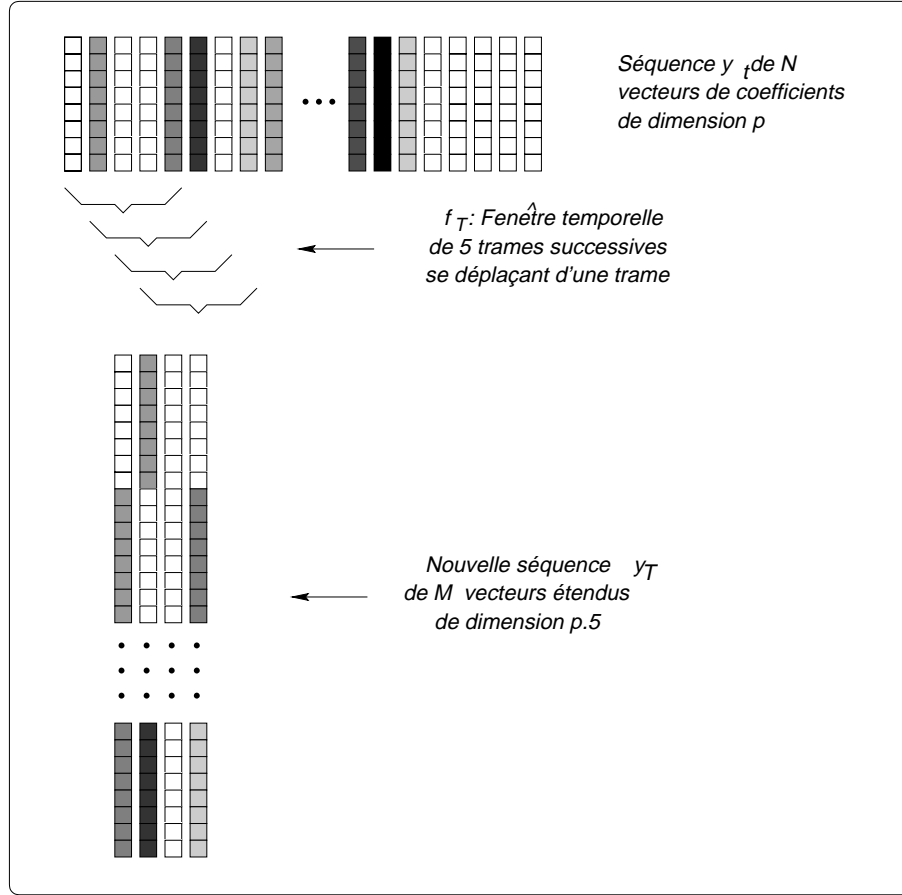 Séquence y t de N
vecteurs de coefficients
de dimension p
f T : Fenêtre temporelle
de 5 trames successives
se déplaçant d'une trame
Nouvelle séquence yT
de M vecteurs étendus
de dimension p.5